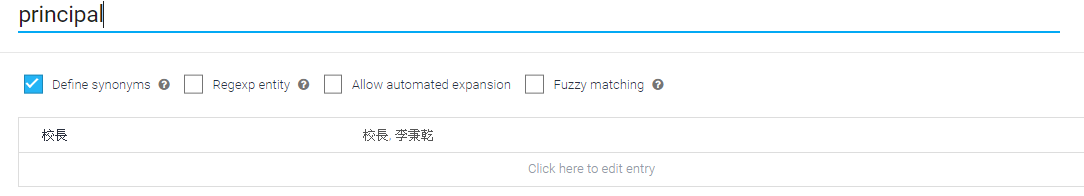 principal
Define synonyms ? Regexp entity ? Allow automated expansion Fuzzy matching ?
校長 校長, 李秉乾
Click here to edit entry